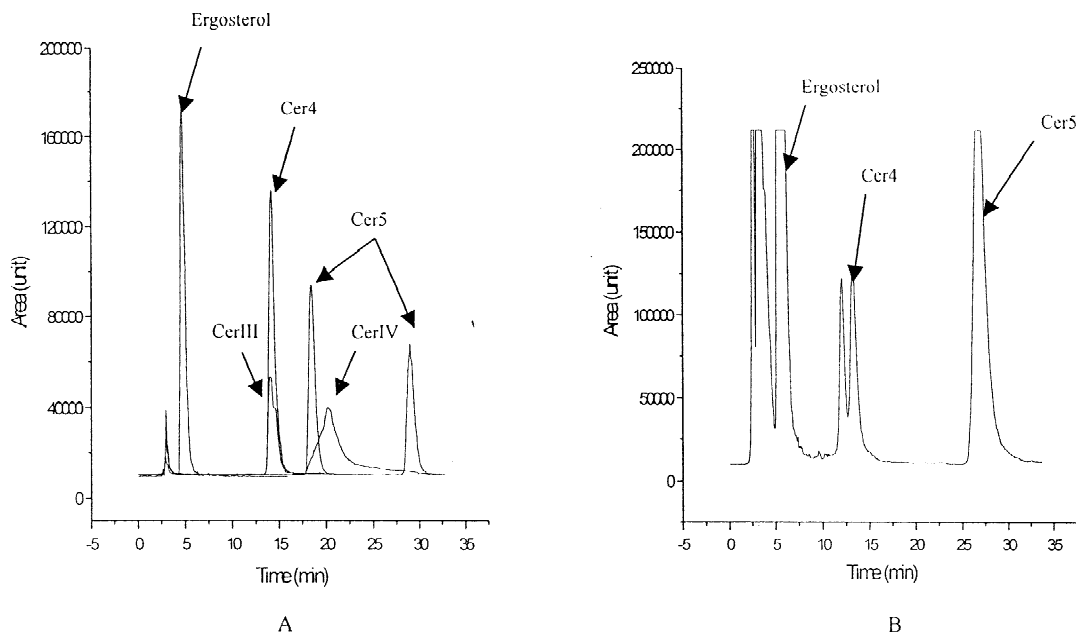 Ergosterol
Cer4
Cer5
CerIII
CerIV
200000
160000
120000
80000
40000
0
Area (unit)
-5 0 5 10 15 20 25 30 35
Time (min)
A
Ergosterol
Cer4
Cer5
250000
200000
150000
100000
50000
0
Area (unit)
-5 0 5 10 15 20 25 30 35
Time (min)
B